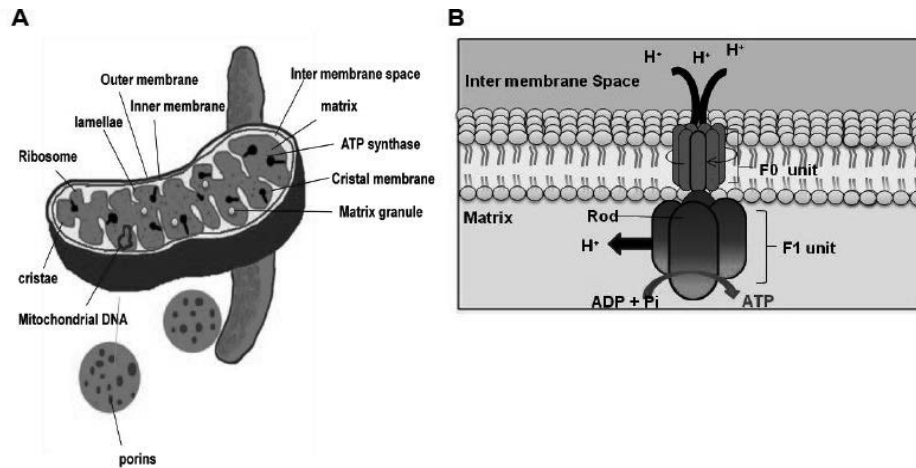 A
Outer membrane
Inner membrane
lamellae
Ribosome
cristae
Mitochondrial DNA
porins
Inter membrane space
matrix
ATP synthase
Cristal membrane
Matrix granule
B
H⁺ H⁺ H⁺
Inter membrane Space
F0 unit
Matrix
Rod
H⁺
F1 unit
ADP + Pi
ATP